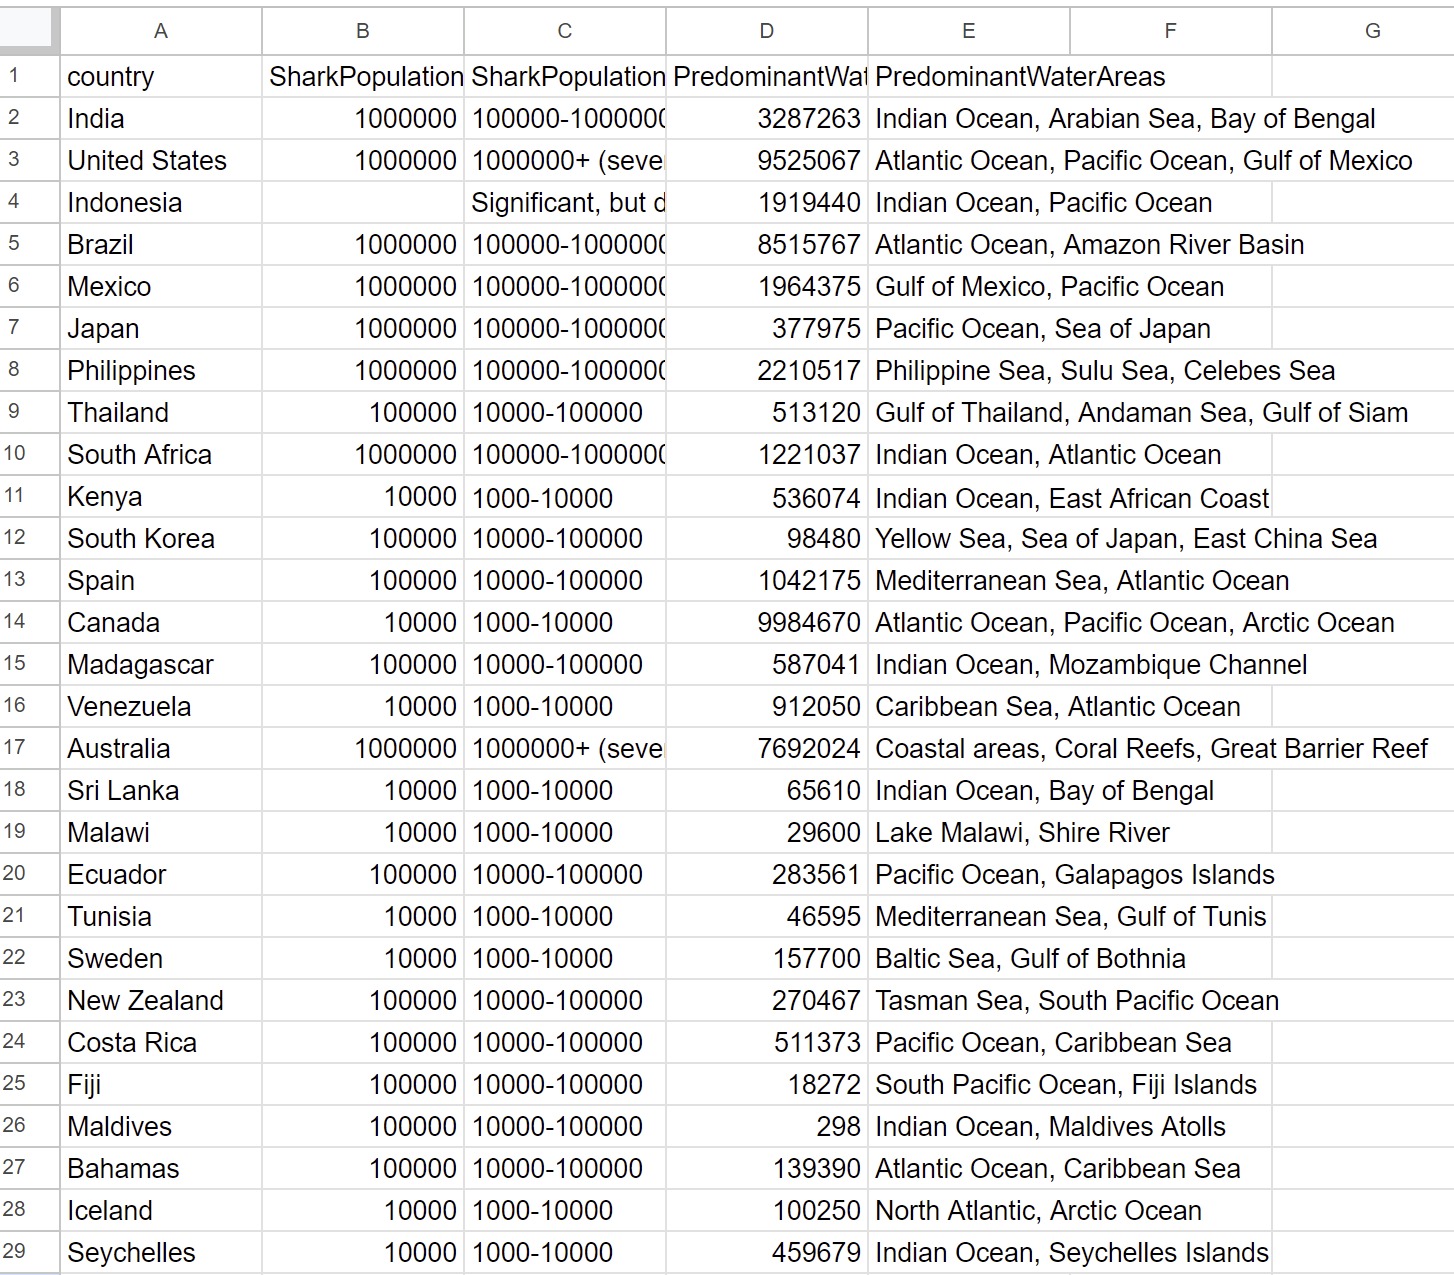 A B C D E F G
1 country SharkPopulation SharkPopulation PredominantWat PredominantWaterAreas
2 India 1000000 100000-1000000 3287263 Indian Ocean, Arabian Sea, Bay of Bengal
3 United States 1000000 1000000+ (seve 9525067 Atlantic Ocean, Pacific Ocean, Gulf of Mexico
4 Indonesia Significant, but d 1919440 Indian Ocean, Pacific Ocean
5 Brazil 1000000 100000-1000000 8515767 Atlantic Ocean, Amazon River Basin
6 Mexico 1000000 100000-1000000 1964375 Gulf of Mexico, Pacific Ocean
7 Japan 1000000 100000-1000000 377975 Pacific Ocean, Sea of Japan
8 Philippines 1000000 100000-1000000 2210517 Philippine Sea, Sulu Sea, Celebes Sea
9 Thailand 100000 10000-100000 513120 Gulf of Thailand, Andaman Sea, Gulf of Siam
10 South Africa 1000000 100000-1000000 1221037 Indian Ocean, Atlantic Ocean
11 Kenya 10000 1000-10000 536074 Indian Ocean, East African Coast
12 South Korea 100000 10000-100000 98480 Yellow Sea, Sea of Japan, East China Sea
13 Spain 100000 10000-100000 1042175 Mediterranean Sea, Atlantic Ocean
14 Canada 10000 1000-10000 9984670 Atlantic Ocean, Pacific Ocean, Arctic Ocean
15 Madagascar 100000 10000-100000 587041 Indian Ocean, Mozambique Channel
16 Venezuela 10000 1000-10000 912050 Caribbean Sea, Atlantic Ocean
17 Australia 1000000 1000000+ (seve 7692024 Coastal areas, Coral Reefs, Great Barrier Reef
18 Sri Lanka 10000 1000-10000 65610 Indian Ocean, Bay of Bengal
19 Malawi 10000 1000-10000 29600 Lake Malawi, Shire River
20 Ecuador 100000 10000-100000 283561 Pacific Ocean, Galapagos Islands
21 Tunisia 10000 1000-10000 46595 Mediterranean Sea, Gulf of Tunis
22 Sweden 10000 1000-10000 157700 Baltic Sea, Gulf of Bothnia
23 New Zealand 100000 10000-100000 270467 Tasman Sea, South Pacific Ocean
24 Costa Rica 100000 10000-100000 511373 Pacific Ocean, Caribbean Sea
25 Fiji 100000 10000-100000 18272 South Pacific Ocean, Fiji Islands
26 Maldives 100000 10000-100000 298 Indian Ocean, Maldives Atolls
27 Bahamas 100000 10000-100000 139390 Atlantic Ocean, Caribbean Sea
28 Iceland 10000 1000-10000 100250 North Atlantic, Arctic Ocean
29 Seychelles 10000 1000-10000 459679 Indian Ocean, Seychelles Islands